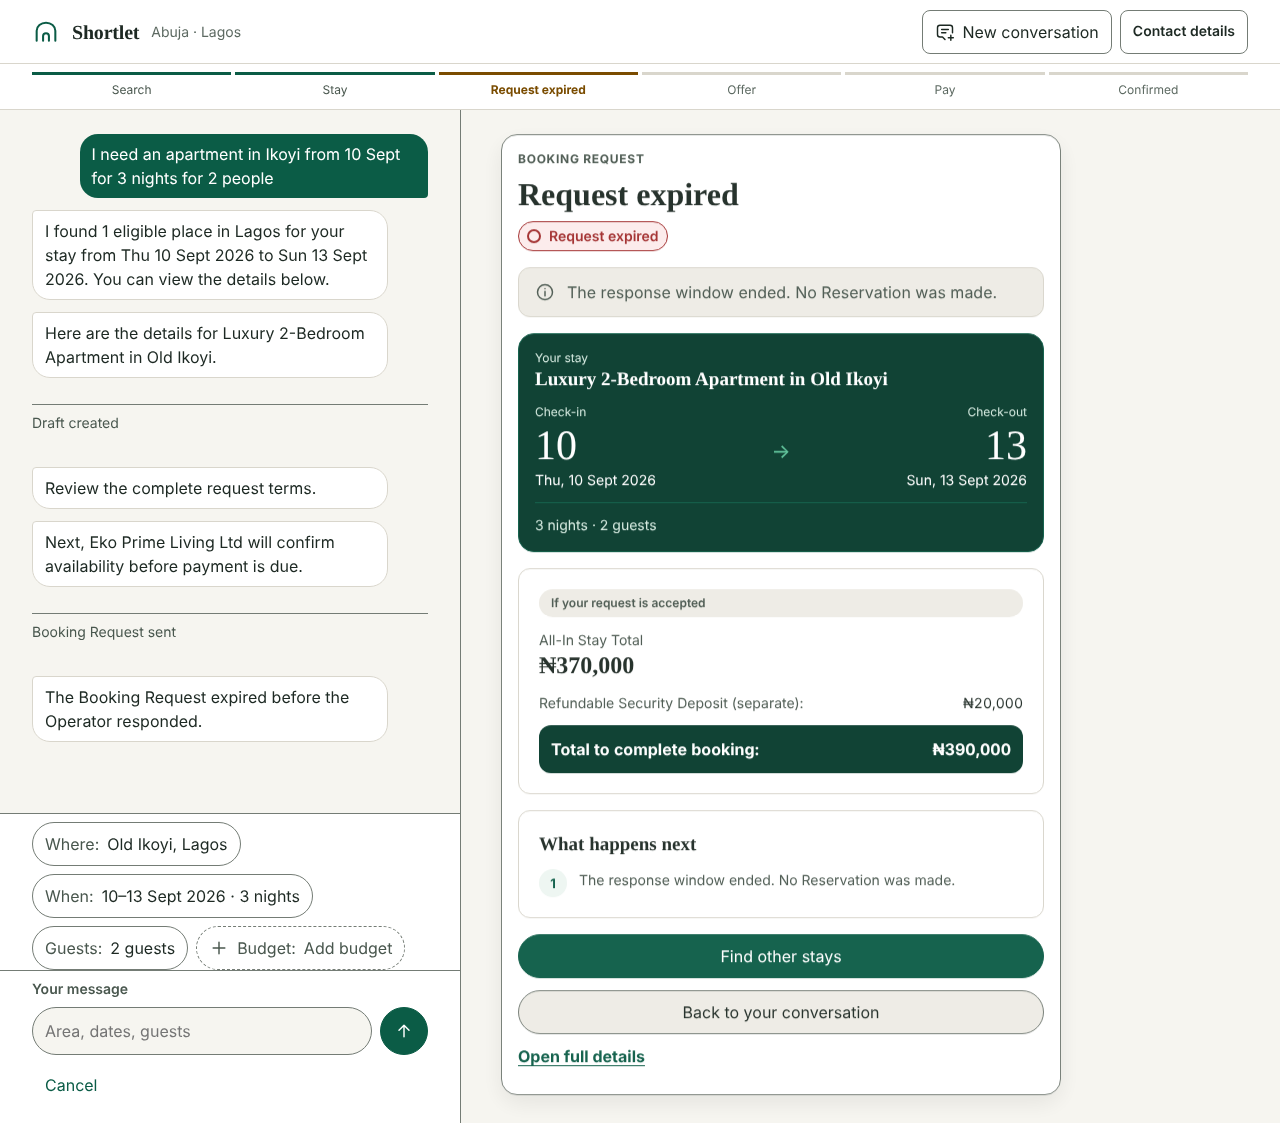 Shortlet
Abuja · Lagos
New conversation
Contact details
Search
Stay
Request expired
Offer
Pay
Confirmed
I need an apartment in Ikoyi from 10 Sept
for 3 nights for 2 people
I found 1 eligible place in Lagos for your
stay from Thu 10 Sept 2026 to Sun 13 Sept
2026. You can view the details below.
Here are the details for Luxury 2-Bedroom
Apartment in Old Ikoyi.
Draft created
Review the complete request terms.
Next, Eko Prime Living Ltd will confirm
availability before payment is due.
Booking Request sent
The Booking Request expired before the
Operator responded.
Where: Old Ikoyi, Lagos
When: 10–13 Sept 2026 · 3 nights
Guests: 2 guests
Budget: Add budget
Your message
Area, dates, guests
Cancel
BOOKING REQUEST
Request expired
Request expired
The response window ended. No Reservation was made.
Your stay
Luxury 2-Bedroom Apartment in Old Ikoyi
Check-in
Check-out
10
→
13
Thu, 10 Sept 2026
Sun, 13 Sept 2026
3 nights · 2 guests
If your request is accepted
All-In Stay Total
₦370,000
Refundable Security Deposit (separate):
₦20,000
Total to complete booking:
₦390,000
What happens next
1
The response window ended. No Reservation was made.
Find other stays
Back to your conversation
Open full details